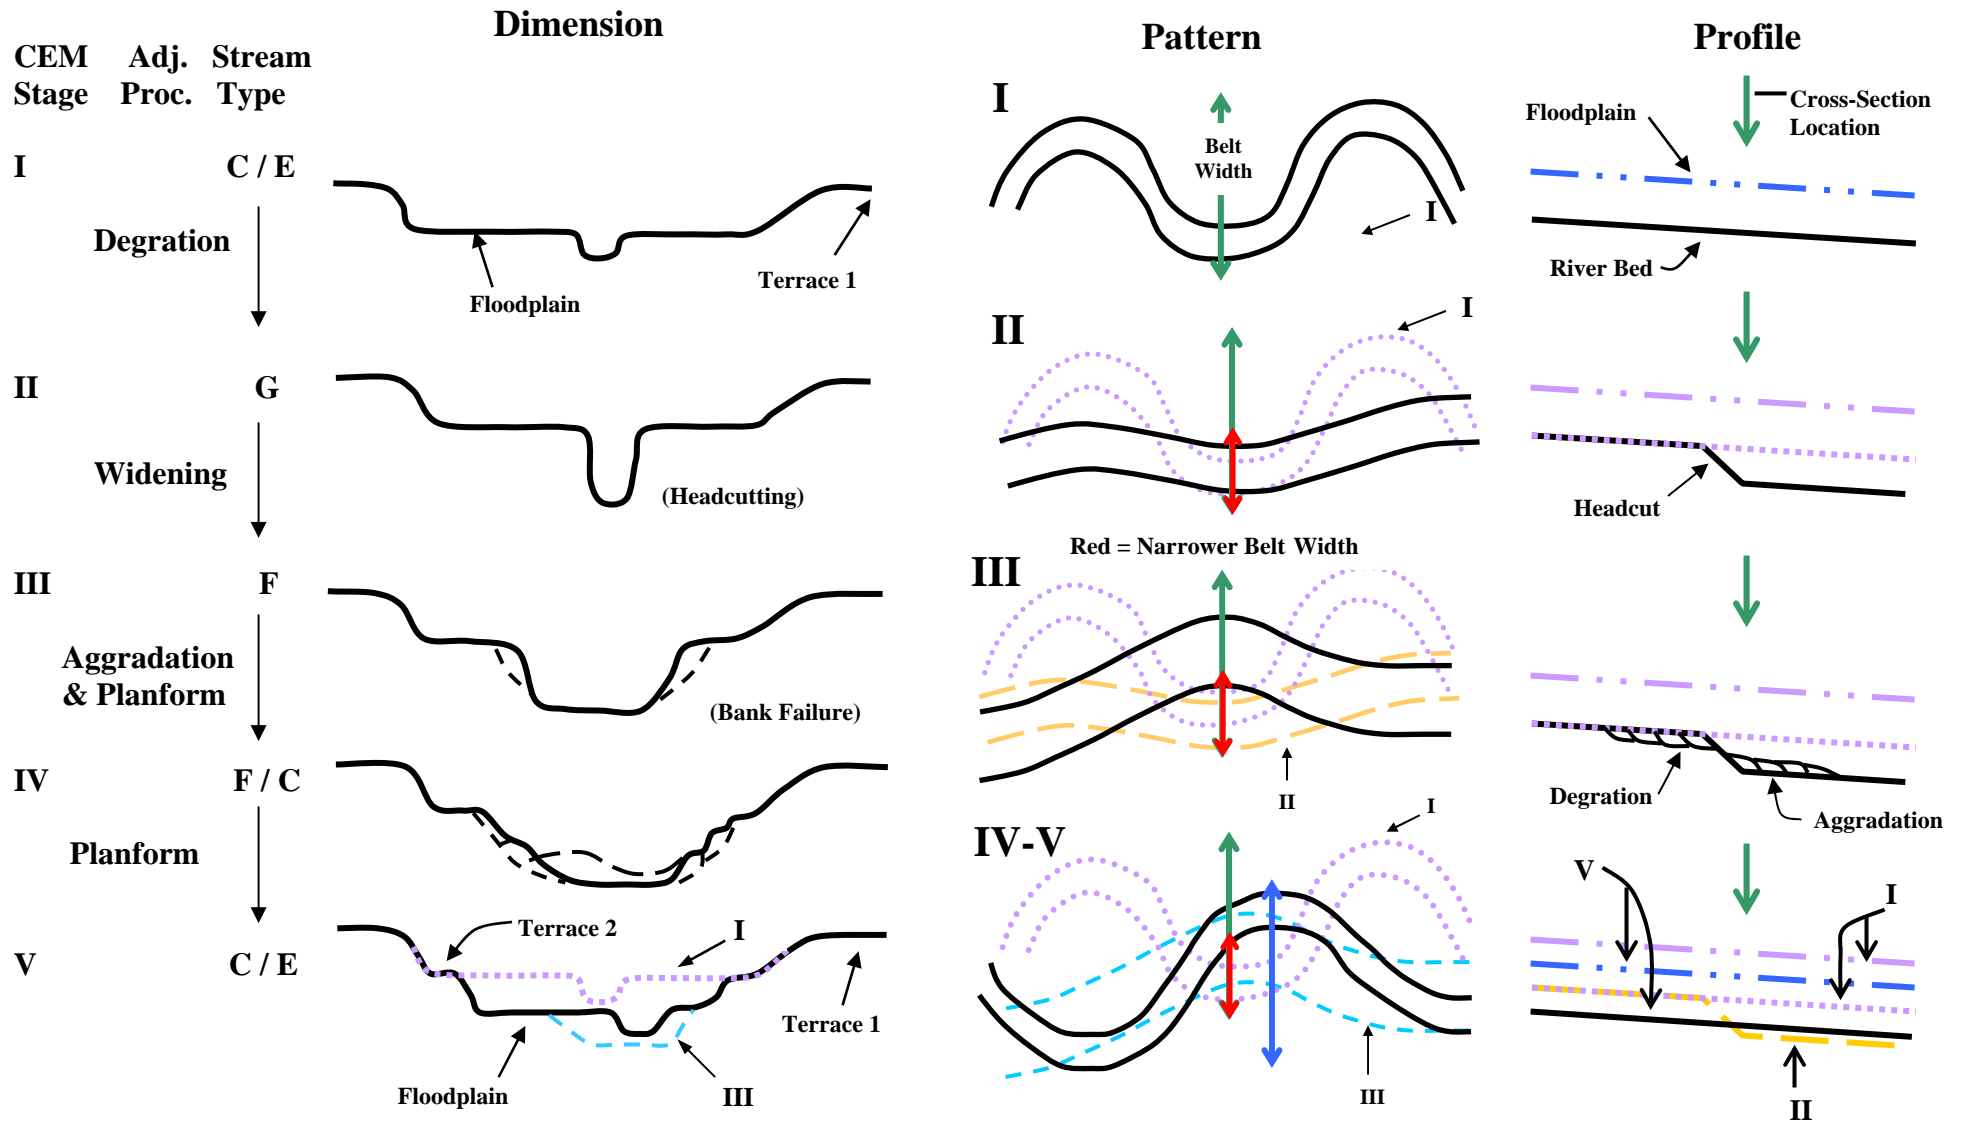 Dimension
Pattern
Profile
CEM Adj. Stream
Stage Proc. Type
I C / E
Degration
Floodplain
Terrace 1
II G
Widening
(Headcutting)
III F
Aggradation
& Planform
(Bank Failure)
IV F / C
Planform
V C / E
Terrace 2
I
Terrace 1
Floodplain
III
I
Belt
Width
I
II
I
Red = Narrower Belt Width
III
II
IV-V
I
III
Cross-Section
Location
Floodplain
River Bed
Headcut
Degration
Aggradation
V
I
II